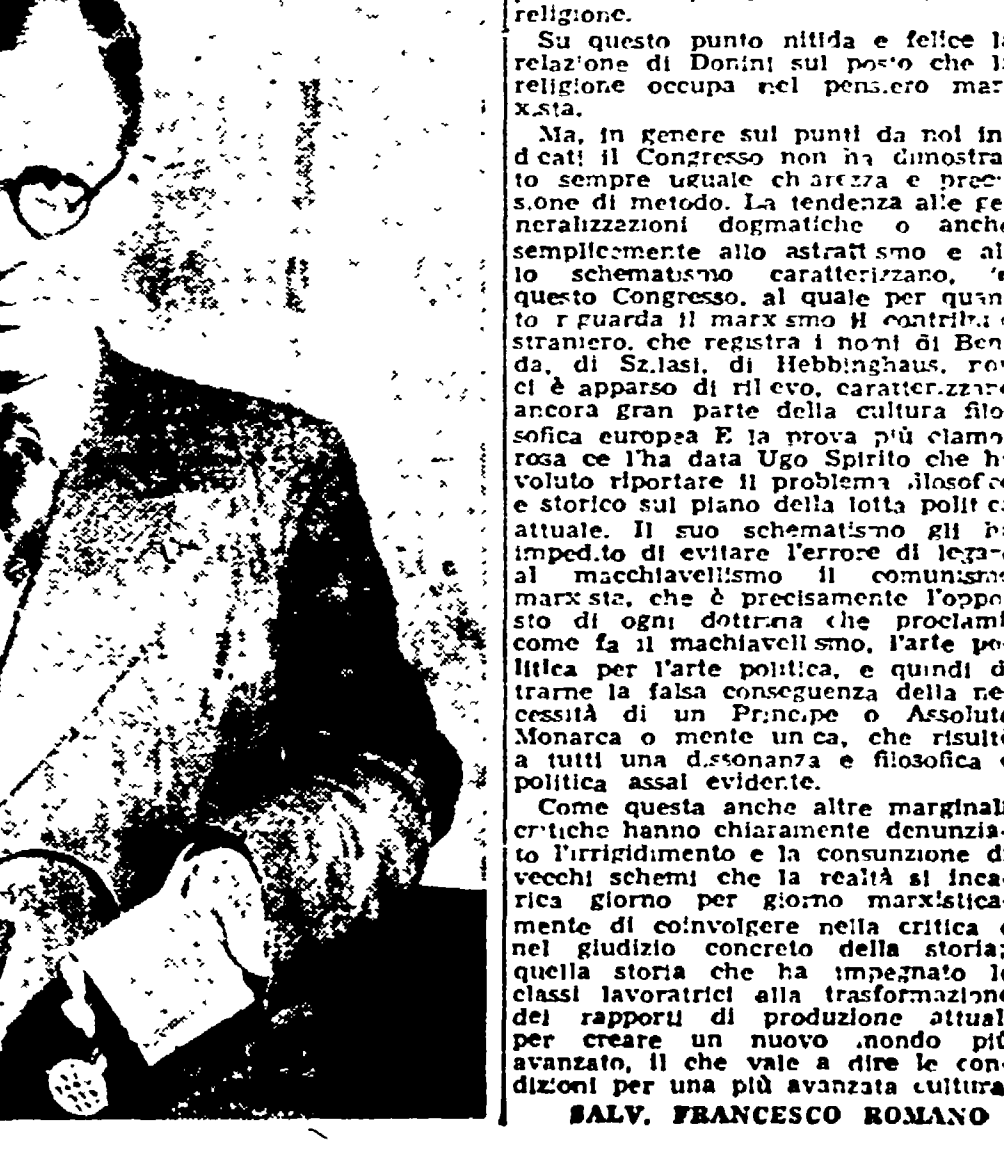 religione.
Su questo punto nitida e felice l
relazione di Donini sul posto che l
religione occupa nel pensiero mar
xista.
Ma, in genere sui punti da noi in
dicati il Congresso non ha dimostra
to sempre uguale chiarezza e preci
sione di metodo. La tendenza alle ge
neralizzazioni dogmatiche o anche
semplicemente allo astrattismo e al
lo schematismo caratterizzano,
questo Congresso, al quale per quan
to riguarda il marxismo il contributo
straniero, che registra i nomi di Ben
da, di Szilasi, di Hebbinghaus, non
ci è apparso di rilievo, caratterizzano
ancora gran parte della cultura filo
sofica europea E la prova più clamo
rosa ce l'ha data Ugo Spirito che h
voluto riportare il problema filosofico
e storico sul piano della lotta politica
attuale. Il suo schematismo gli ha
impedito di evitare l'errore di legare
al macchiavellismo il comunismo
marxista, che è precisamente l'oppo
sto di ogni dottrina che proclami
come fa il machiavellismo, l'arte po-
litica per l'arte politica, e quindi d
trarne la falsa conseguenza della ne
cessità di un Principe o Assoluto
Monarca o mente unica, che risultò
a tutti una dissonanza e filosofica e
politica assai evidente.
Come questa anche altre marginali
critiche hanno chiaramente denunzia-
to l'irrigidimento e la consunzione di
vecchi schemi che la realtà si inca-
rica giorno per giorno marxistica-
mente di coinvolgere nella critica e
nel giudizio concreto della storia;
quella storia che ha impegnato le
classi lavoratrici alla trasformazione
dei rapporti di produzione attuali
per creare un nuovo mondo più
avanzato, il che vale a dire le con-
dizioni per una più avanzata cultura.
SALV. FRANCESCO ROMANO